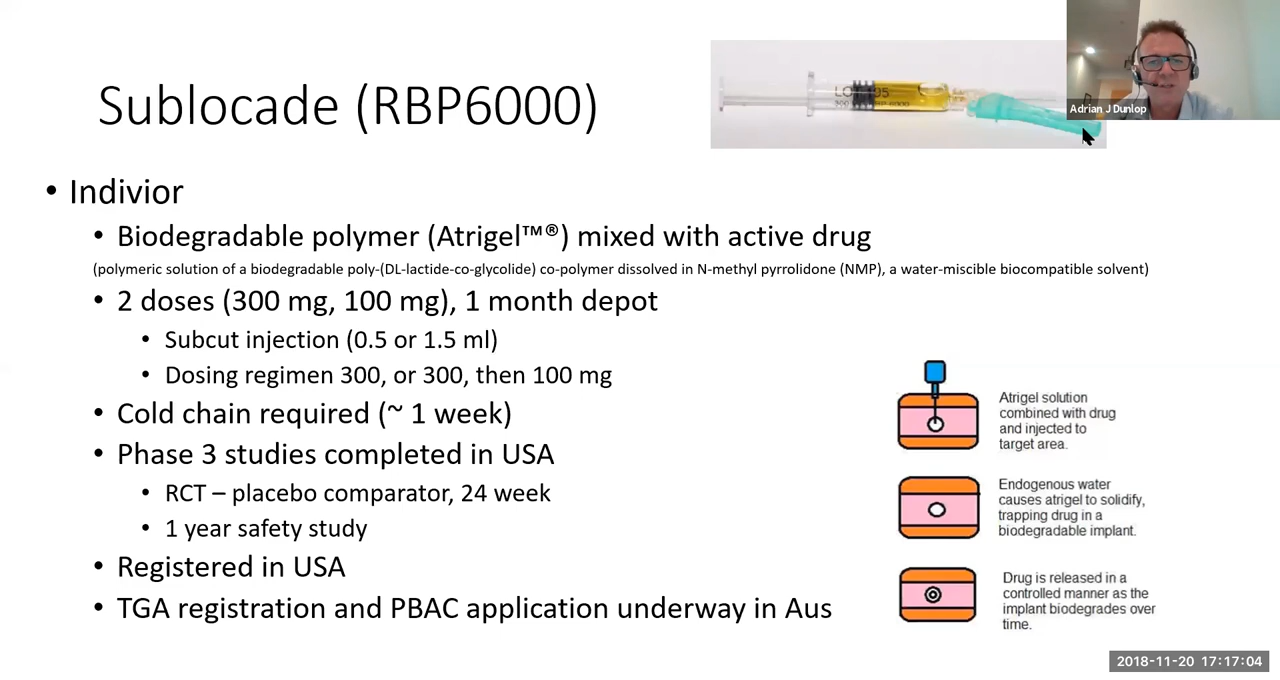 Sublocade (RBP6000)
Adrian J Dunlop
• Indivior
• Biodegradable polymer (Atrigel™®) mixed with active drug
(polymeric solution of a biodegradable poly-(DL-lactide-co-glycolide) co-polymer dissolved in N-methyl pyrrolidone (NMP), a water-miscible biocompatible solvent)
• 2 doses (300 mg, 100 mg), 1 month depot
• Subcut injection (0.5 or 1.5 ml)
• Dosing regimen 300, or 300, then 100 mg
• Cold chain required (~ 1 week)
• Phase 3 studies completed in USA
• RCT – placebo comparator, 24 week
• 1 year safety study
• Registered in USA
• TGA registration and PBAC application underway in Aus
Atrigel solution
combined with drug
and injected to
target area.
Endogenous water
causes atrigel to solidify,
trapping drug in a
biodegradable implant.
Drug is released in a
controlled manner as the
implant biodegrades over
time.
2018-11-20 17:17:04